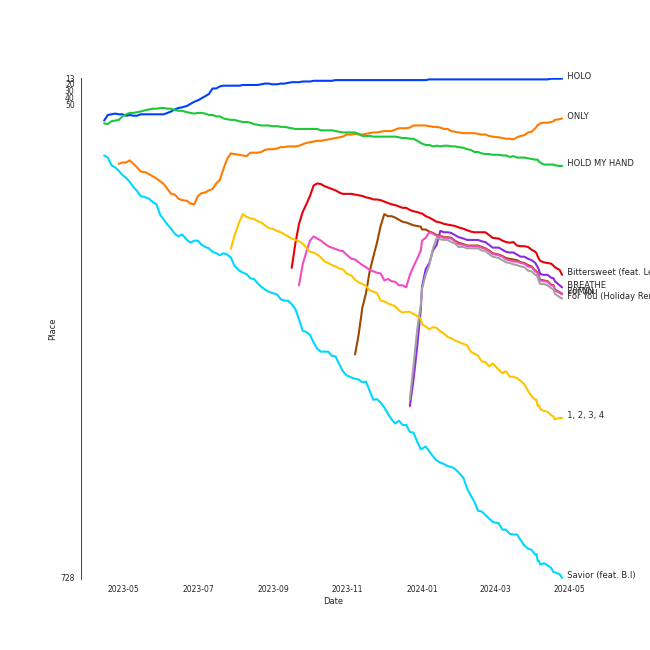 13
20
30
40
50
728
Place
HOLO
ONLY
HOLD MY HAND
Bittersweet (feat. Le
BREATHE
For You (Holiday Rem
1, 2, 3, 4
Savior (feat. B.I)
2023-05
2023-07
2023-09
2023-11
2024-01
2024-03
2024-05
Date